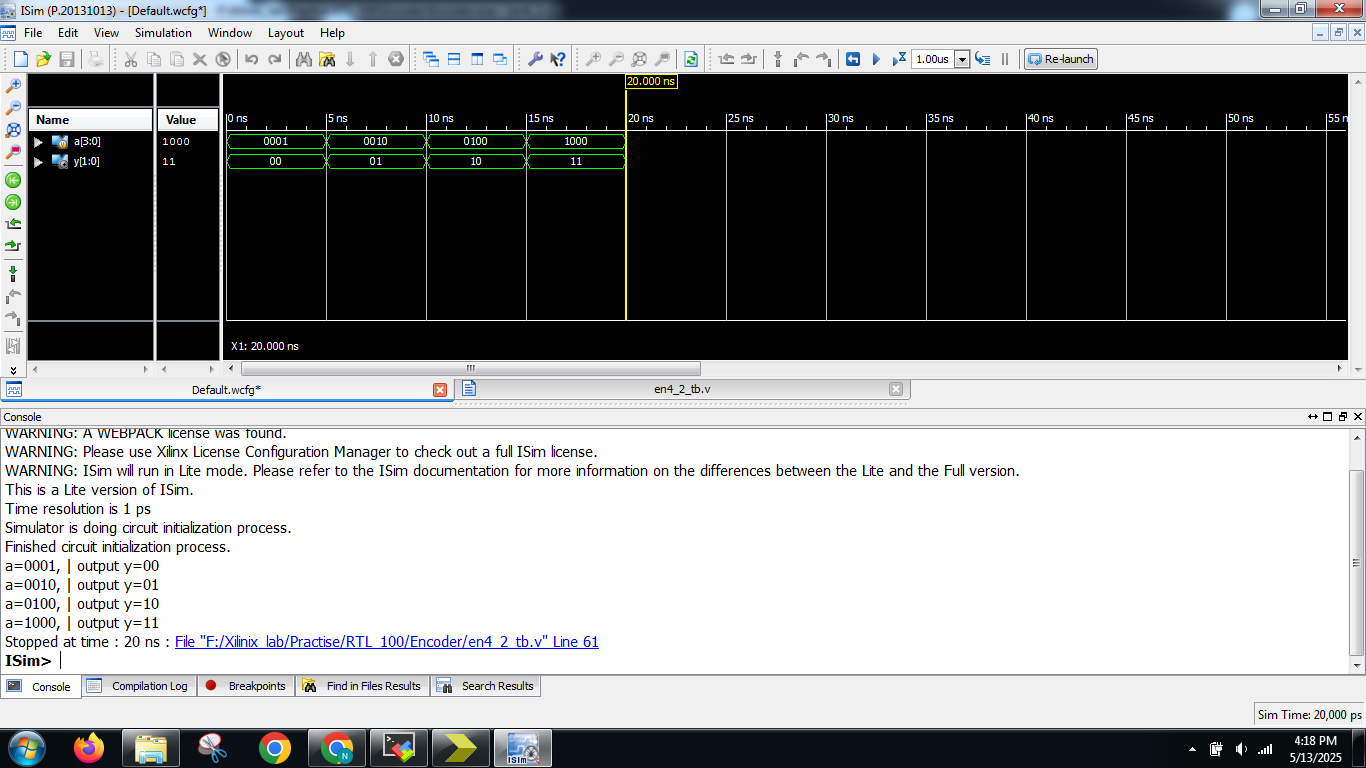 ISim (P.20131013) - [Default.wcfg*]
File Edit View Simulation Window Layout Help
1.00us Re-launch
20.000 ns
Name Value 0 ns 5 ns 10 ns 15 ns 20 ns 25 ns 30 ns 35 ns 40 ns 45 ns 50 ns 55 n
a[3:0] 1000 0001 0010 0100 1000
y[1:0] 11 00 01 10 11
X1: 20.000 ns
Default.wcfg* en4_2_tb.v
Console
WARNING: A WEBPACK license was found.
WARNING: Please use Xilinx License Configuration Manager to check out a full ISim license.
WARNING: ISim will run in Lite mode. Please refer to the ISim documentation for more information on the differences between the Lite and the Full version.
This is a Lite version of ISim.
Time resolution is 1 ps
Simulator is doing circuit initialization process.
Finished circuit initialization process.
a=0001, | output y=00
a=0010, | output y=01
a=0100, | output y=10
a=1000, | output y=11
Stopped at time : 20 ns : File "F:/Xilinix_lab/Practise/RTL_100/Encoder/en4_2_tb.v" Line 61
ISim>
Console Compilation Log Breakpoints Find in Files Results Search Results
Sim Time: 20,000 ps
N ISim 4:18 PM
5/13/2025